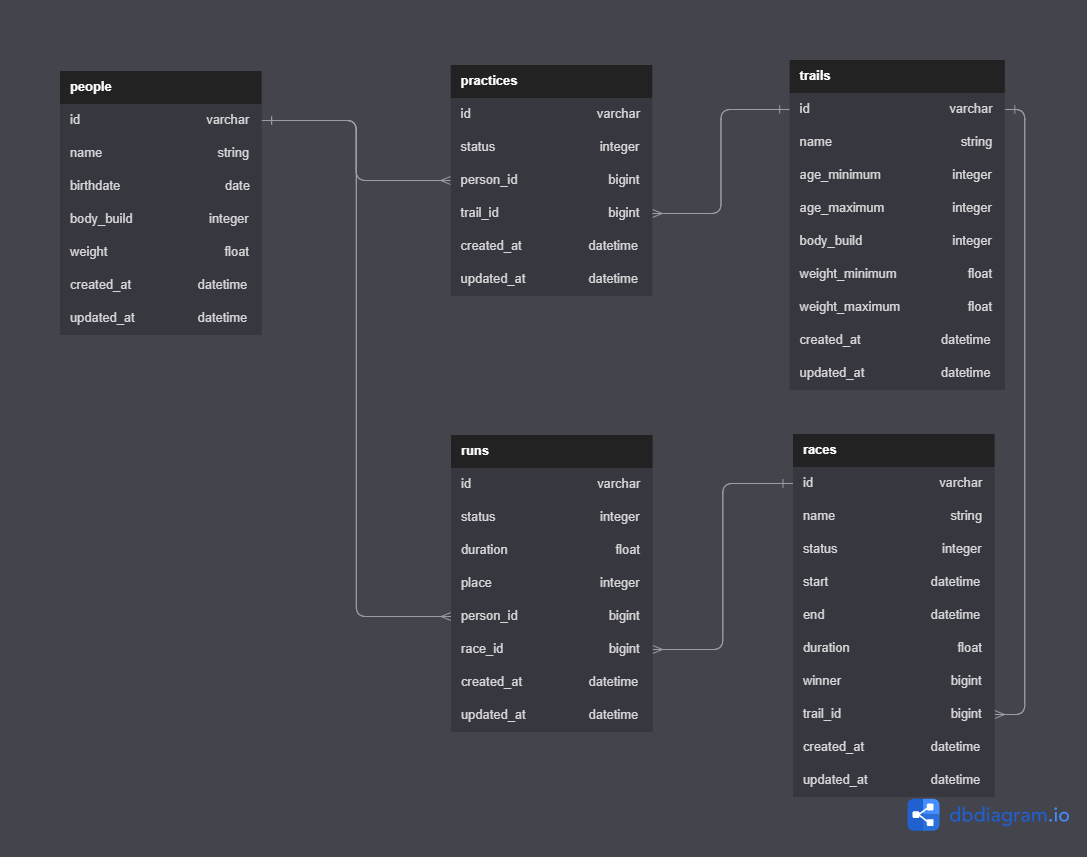 people
id varchar
name string
birthdate date
body_build integer
weight float
created_at datetime
updated_at datetime
practices
id varchar
status integer
person_id bigint
trail_id bigint
created_at datetime
updated_at datetime
trails
id varchar
name string
age_minimum integer
age_maximum integer
body_build integer
weight_minimum float
weight_maximum float
created_at datetime
updated_at datetime
runs
id varchar
status integer
duration float
place integer
person_id bigint
race_id bigint
created_at datetime
updated_at datetime
races
id varchar
name string
status integer
start datetime
end datetime
duration float
winner bigint
trail_id bigint
created_at datetime
updated_at datetime
dbdiagram.io